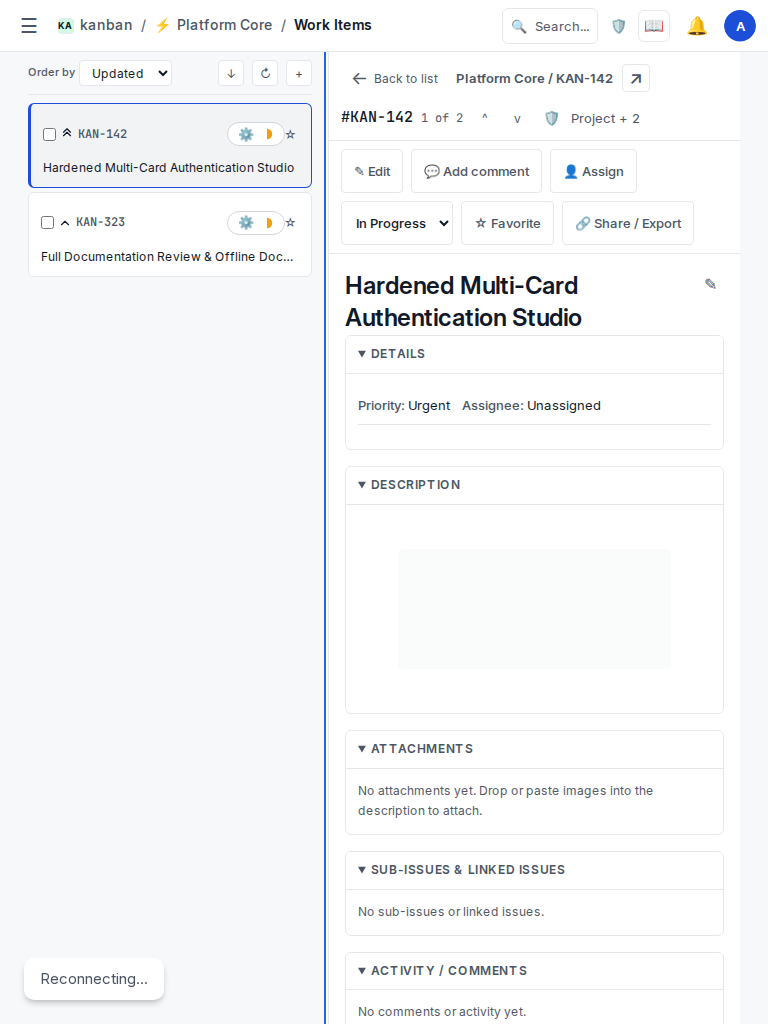 KA kanban / Platform Core / Work Items
Search...
A
Order by Updated
KAN-142
Hardened Multi-Card Authentication Studio
KAN-323
Full Documentation Review & Offline Doc...
Reconnecting...
Back to list Platform Core / KAN-142
#KAN-142 1 of 2 Project + 2
Edit Add comment Assign
In Progress Favorite Share / Export
Hardened Multi-Card
Authentication Studio
DETAILS
Priority: Urgent Assignee: Unassigned
DESCRIPTION
ATTACHMENTS
No attachments yet. Drop or paste images into the
description to attach.
SUB-ISSUES & LINKED ISSUES
No sub-issues or linked issues.
ACTIVITY / COMMENTS
No comments or activity yet.